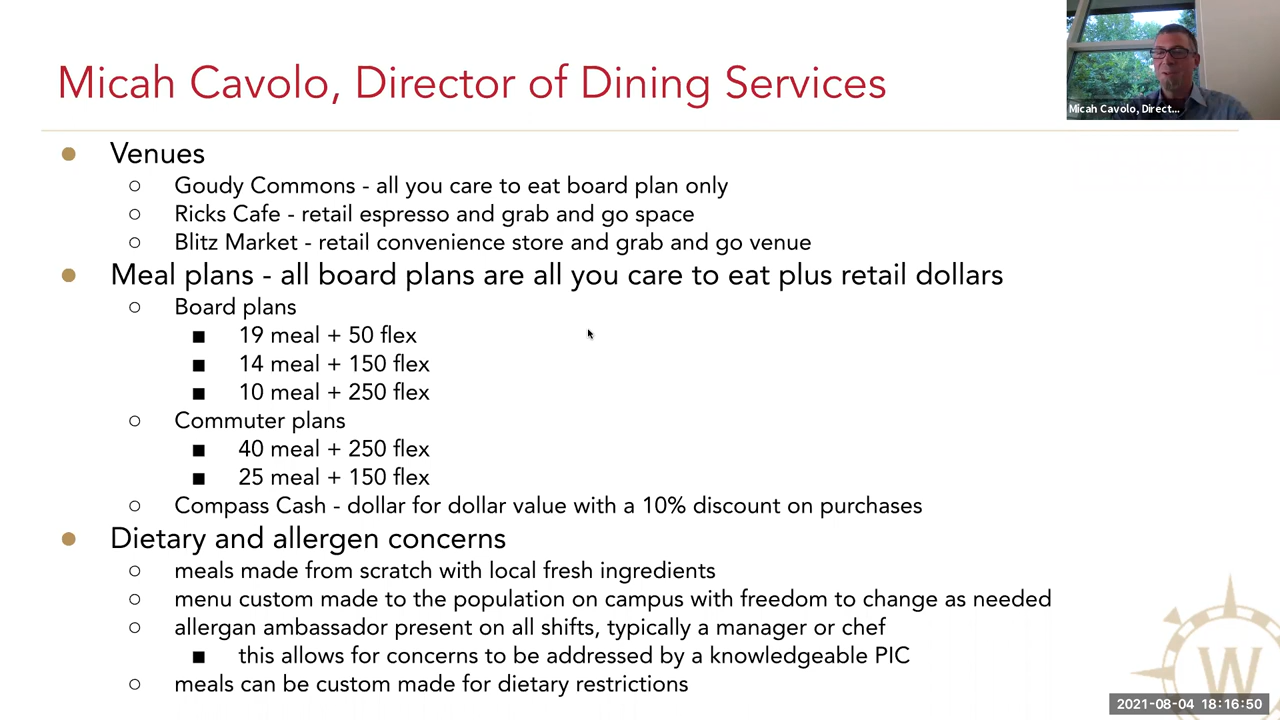 Micah Cavolo, Director of Dining Services
Micah Cavolo, Direct...
● Venues
○ Goudy Commons - all you care to eat board plan only
○ Ricks Cafe - retail espresso and grab and go space
○ Blitz Market - retail convenience store and grab and go venue
● Meal plans - all board plans are all you care to eat plus retail dollars
○ Board plans
■ 19 meal + 50 flex
■ 14 meal + 150 flex
■ 10 meal + 250 flex
○ Commuter plans
■ 40 meal + 250 flex
■ 25 meal + 150 flex
○ Compass Cash - dollar for dollar value with a 10% discount on purchases
● Dietary and allergen concerns
○ meals made from scratch with local fresh ingredients
○ menu custom made to the population on campus with freedom to change as needed
○ allergan ambassador present on all shifts, typically a manager or chef
■ this allows for concerns to be addressed by a knowledgeable PIC
○ meals can be custom made for dietary restrictions
W
2021-08-04 18:16:50